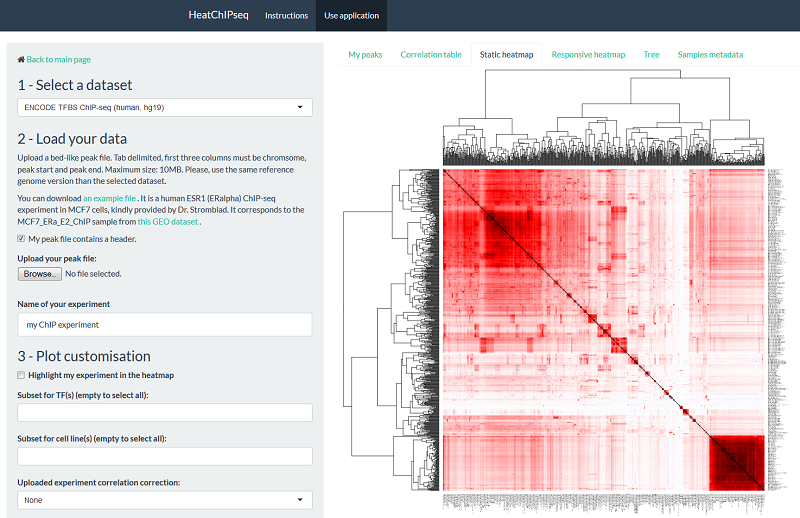 HeatChIPseq Instructions Use application
Back to main page
1 - Select a dataset
ENCODE TFBS ChIP-seq (human, hg19)
2 - Load your data
Upload a bed-like peak file. Tab delimited, first three columns must be chromsome,
peak start and peak end. Maximum size: 10MB. Please, use the same reference
genome version than the selected dataset.
You can download an example file . It is a human ESR1 (ERalpha) ChIP-seq
experiment in MCF7 cells, kindly provided by Dr. Stromblad. It corresponds to the
MCF7_ERa_E2_ChIP sample from this GEO dataset .
My peak file contains a header.
Upload your peak file:
Browse... No file selected.
Name of your experiment
my ChIP experiment
3 - Plot customisation
Highlight my experiment in the heatmap
Subset for TF(s) (empty to select all):
Subset for cell line(s) (empty to select all):
Uploaded experiment correlation correction:
None
My peaks Correlation table Static heatmap Responsive heatmap Tree Samples metadata